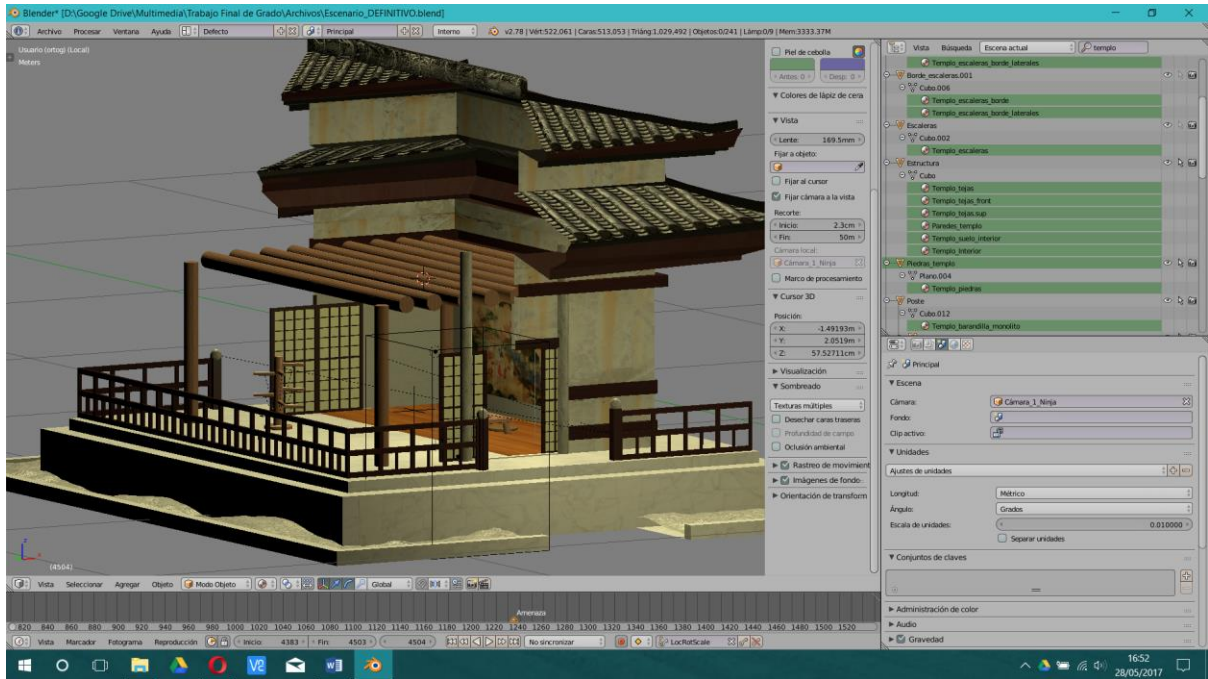 Blender* [D:\Google Drive\Multimedia\Trabajo Final de Grado\Archivos\Escenario_DEFINITIVO.blend]
Archivo Procesar Ventana Ayuda Defecto Principal Interno v2.78 | Vért:522,061 | Caras:513,053 | Triáng:1,029,492 | Objetos:0/241 | Lámp:0/9 | Mem:3333.37M
Usuario (ortog) (Local)
Meters
Piel de cebolla
Antes: 0 Desp: 0
Colores de lápiz de cera
Vista
Lente: 169.5mm
Fijar a objeto:
Fijar al cursor
Fijar cámara a la vista
Recorte:
Inicio: 2.3cm
Fin: 50m
Cámara local:
Cámara_1_Ninja
Marco de procesamiento
Cursor 3D
Posición:
X: -1.49193m
Y: 2.0519m
Z: 57.52711cm
Visualización
Sombreado
Texturas múltiples
Desechar caras traseras
Profundidad de campo
Oclusión ambiental
Rastreo de movimient
Imágenes de fondo
Orientación de transform
Vista Búsqueda Escena actual templo
Templo_escaleras_borde_laterales
Borde_escaleras.001
Cubo.006
Templo_escaleras_borde
Templo_escaleras_borde_laterales
Escaleras
Cubo.002
Templo_escaleras
Estructura
Cubo
Templo_tejas
Templo_tejas_front
Templo_tejas.sup
Paredes_templo
Templo_suelo_interior
Templo_interior
Piedras_templo
Plano.004
Templo_piedras
Poste
Cubo.012
Templo_barandilla_monolito
Principal
Escena
Cámara: Cámara_1_Ninja
Fondo:
Clip activo:
Unidades
Ajustes de unidades
Longitud: Métrico
Ángulo: Grados
Escala de unidades: 0.010000
Separar unidades
Conjuntos de claves
Administración de color
Audio
Gravedad
z
x
(4504)
Vista Seleccionar Agregar Objeto Modo Objeto Global
Amenaza
820 840 860 880 900 920 940 960 980 1000 1020 1040 1060 1080 1100 1120 1140 1160 1180 1200 1220 1240 1260 1280 1300 1320 1340 1360 1380 1400 1420 1440 1460 1480 1500 1520
Vista Marcador Fotograma Reproducción Inicio: 4383 Fin: 4503 4504 No sincronizar LocRotScale
16:52
28/05/2017